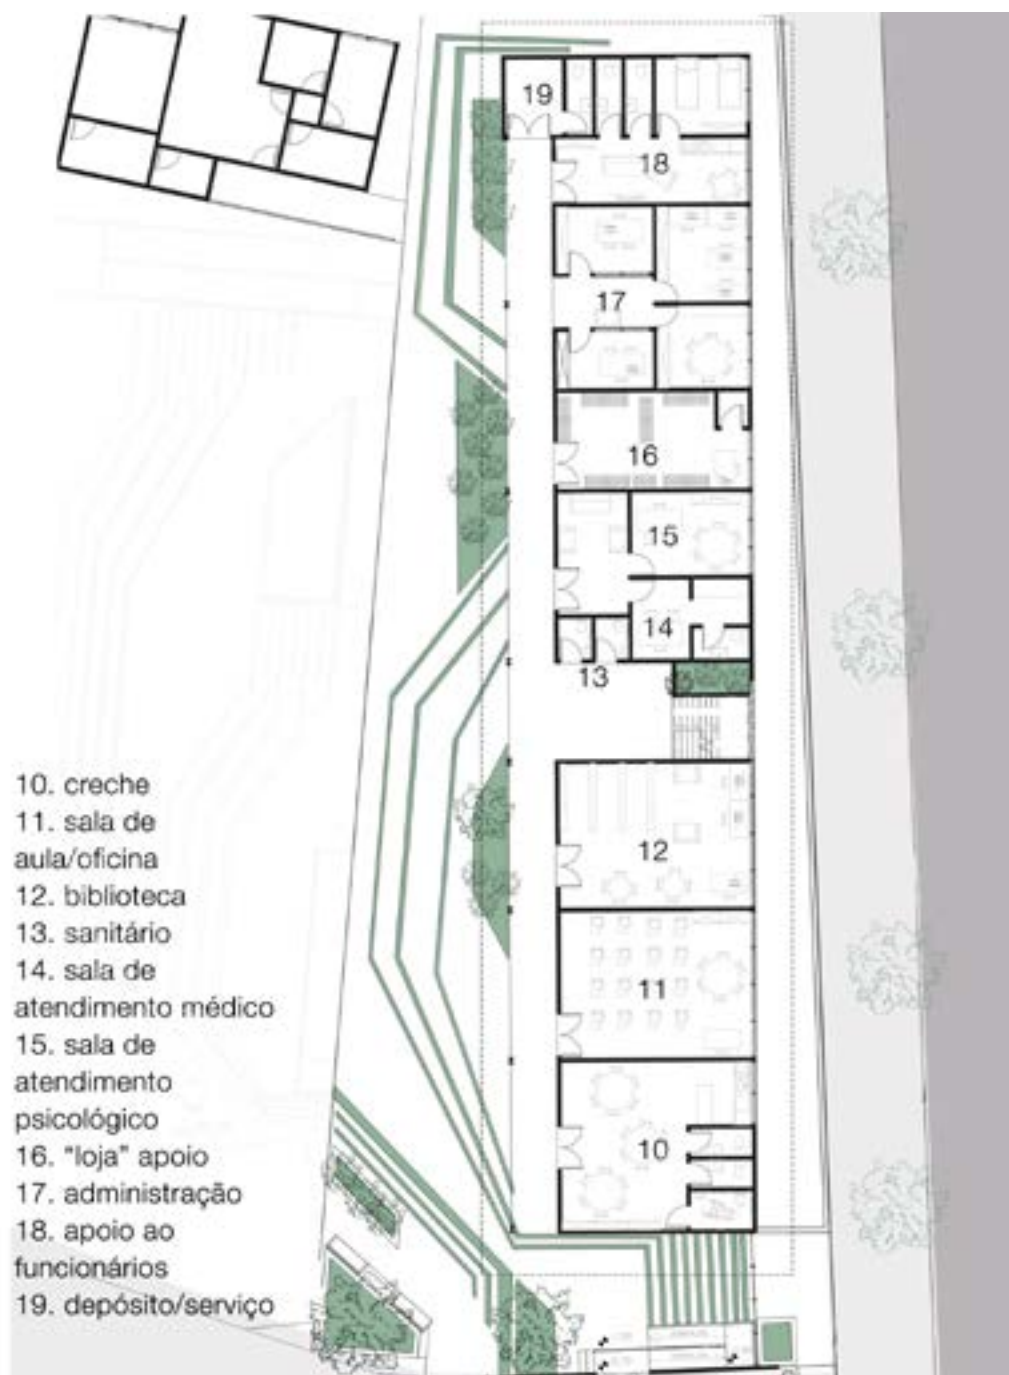 19
18
17
16
15
14
13
12
11
10
10. creche
11. sala de
aula/oficina
12. biblioteca
13. sanitário
14. sala de
atendimento médico
15. sala de
atendimento
psicológico
16. "loja" apoio
17. administração
18. apoio ao
funcionários
19. depósito/serviço